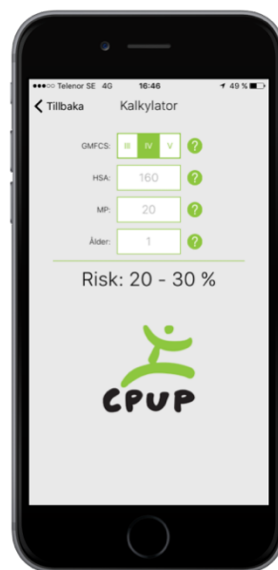 Telenor SE 4G 16:46 49 %
Tillbaka Kalkylator
GMFCS: III IV V ?
HSA: 160 ?
MP: 20 ?
Ålder: 1 ?
Risk: 20 - 30 %
CPUP